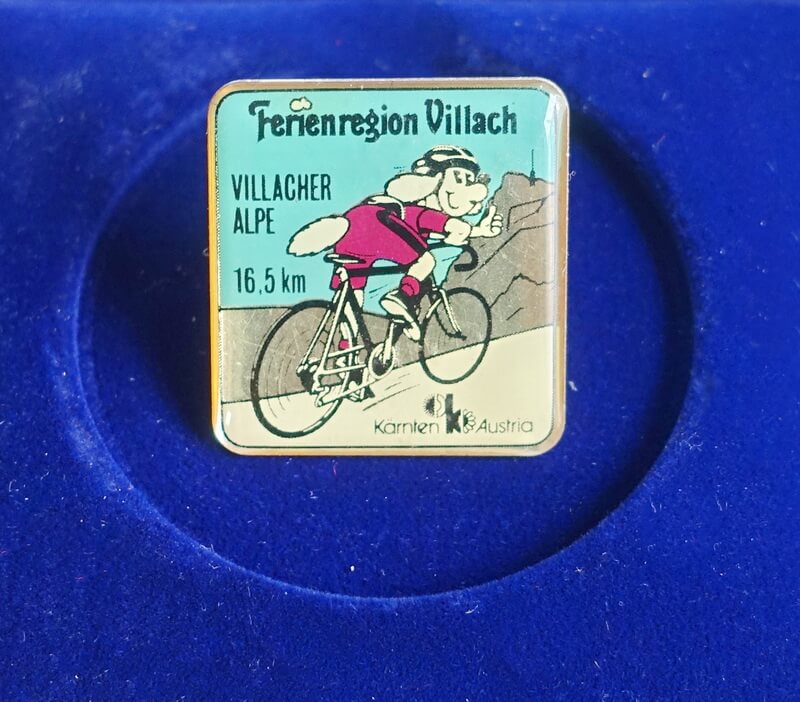 Ferienregion Villach
VILLACHER
ALPE
16,5 km
Kärnten k Austria